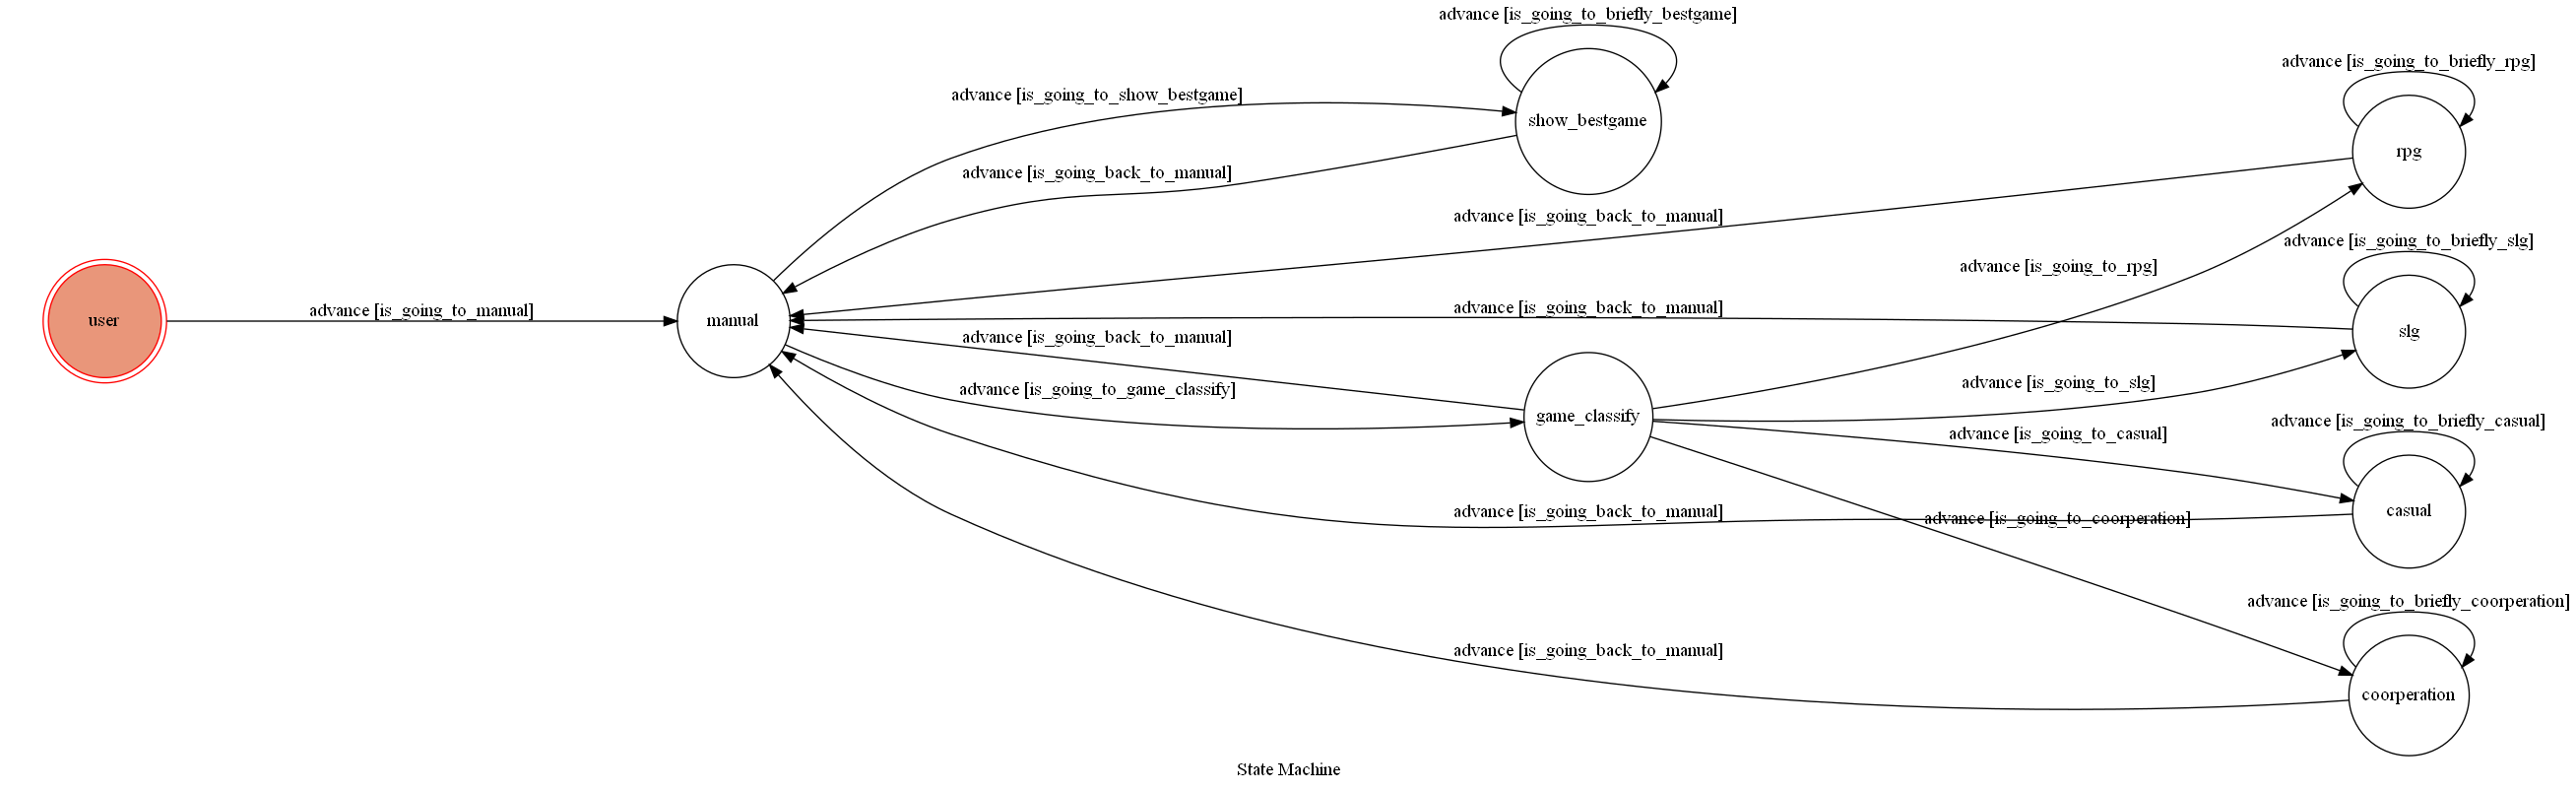 advance [is_going_to_briefly_bestgame]
advance [is_going_to_briefly_rpg]
advance [is_going_to_show_bestgame]
show_bestgame
rpg
advance [is_going_back_to_manual]
advance [is_going_back_to_manual]
advance [is_going_to_briefly_slg]
advance [is_going_to_rpg]
advance [is_going_to_manual]
user
manual
advance [is_going_back_to_manual]
slg
advance [is_going_back_to_manual]
advance [is_going_to_game_classify]
advance [is_going_to_slg]
game_classify
advance [is_going_to_briefly_casual]
advance [is_going_to_casual]
advance [is_going_back_to_manual]
casual
advance [is_going_to_coorperation]
advance [is_going_to_briefly_coorperation]
advance [is_going_back_to_manual]
coorperation
State Machine